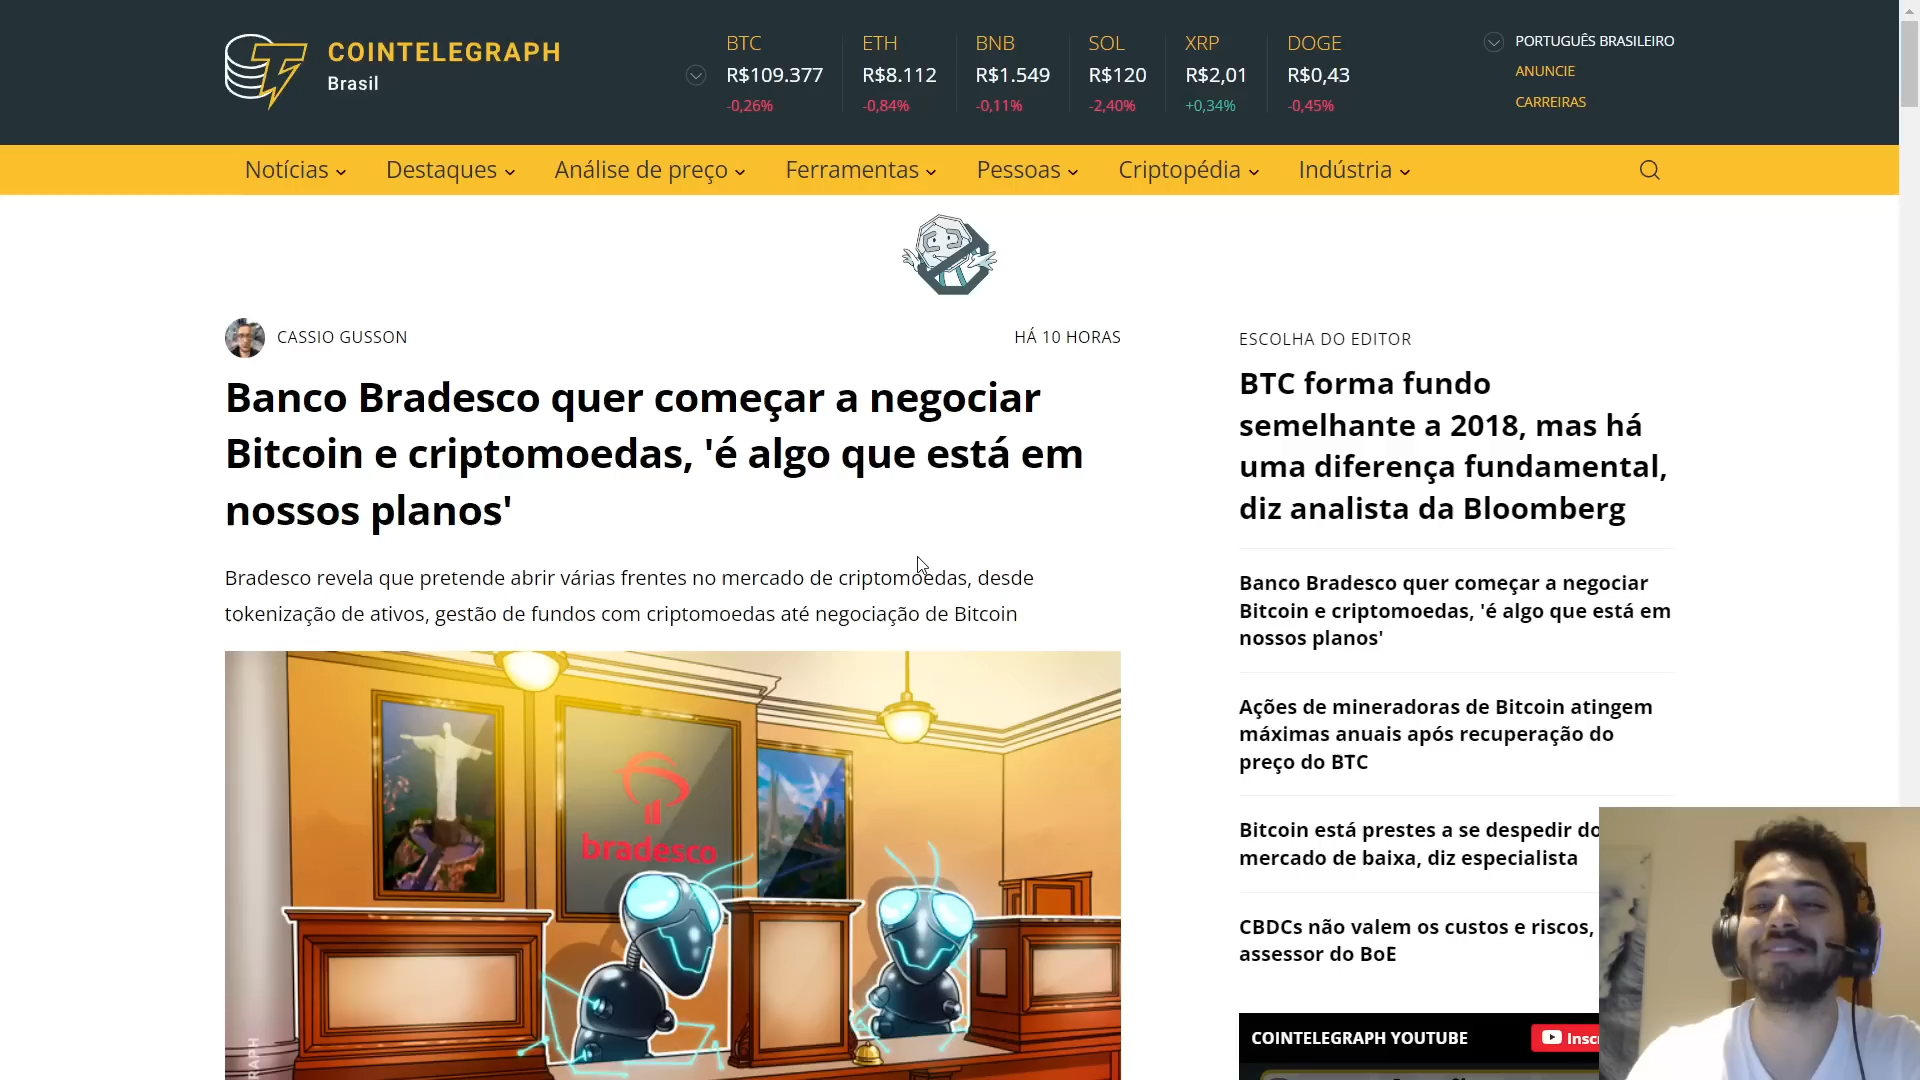 COINTELEGRAPH
Brasil
BTC
R$109.377
-0,26%
ETH
R$8.112
-0,84%
BNB
R$1.549
-0,11%
SOL
R$120
-2,40%
XRP
R$2,01
+0,34%
DOGE
R$0,43
-0,45%
PORTUGUÊS BRASILEIRO
ANUNCIE
CARREIRAS
Notícias
Destaques
Análise de preço
Ferramentas
Pessoas
Criptopédia
Indústria
CASSIO GUSSON
HÁ 10 HORAS
Banco Bradesco quer começar a negociar
Bitcoin e criptomoedas, 'é algo que está em
nossos planos'
Bradesco revela que pretende abrir várias frentes no mercado de criptomoedas, desde
tokenização de ativos, gestão de fundos com criptomoedas até negociação de Bitcoin
bradesco
ESCOLHA DO EDITOR
BTC forma fundo
semelhante a 2018, mas há
uma diferença fundamental,
diz analista da Bloomberg
Banco Bradesco quer começar a negociar
Bitcoin e criptomoedas, 'é algo que está em
nossos planos'
Ações de mineradoras de Bitcoin atingem
máximas anuais após recuperação do
preço do BTC
Bitcoin está prestes a se despedir do
mercado de baixa, diz especialista
CBDCs não valem os custos e riscos,
assessor do BoE
COINTELEGRAPH YOUTUBE